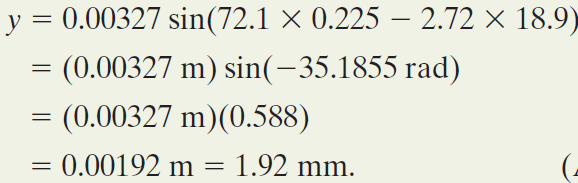 y = 0.00327 sin(72.1 × 0.225 − 2.72 × 18.9)
= (0.00327 m) sin(−35.1855 rad)
= (0.00327 m)(0.588)
= 0.00192 m = 1.92 mm.